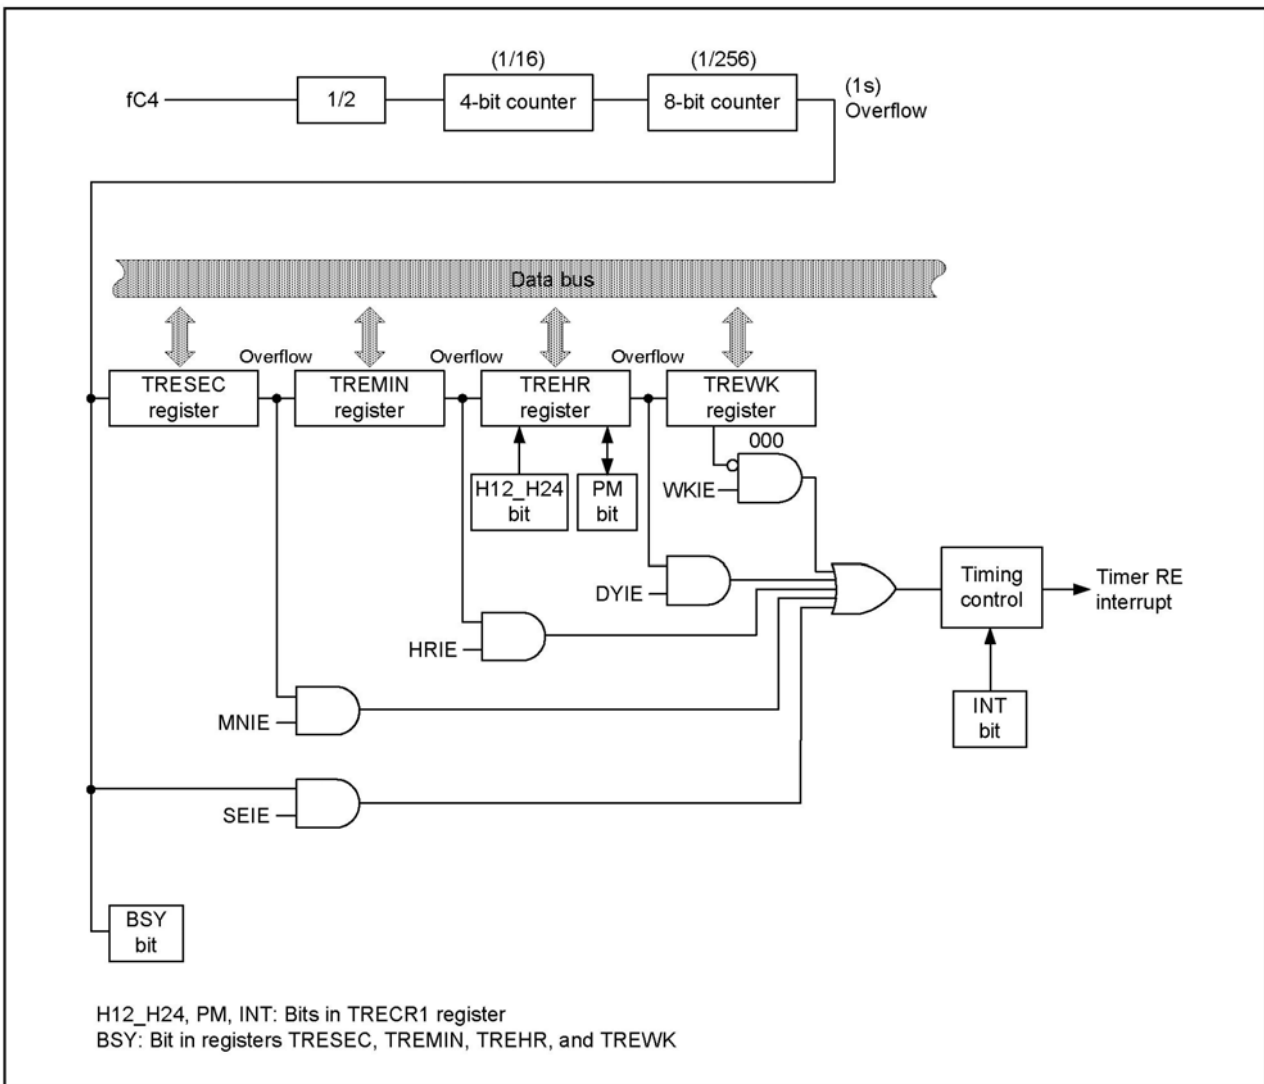 (1/16)
(1/256)
fC4
1/2
4-bit counter
8-bit counter
(1s)
Overflow
Data bus
Overflow
Overflow
Overflow
TRESEC
register
TREMIN
register
TREHR
register
TREWK
register
000
H12_H24
bit
PM
bit
WKIE
DYIE
HRIE
MNIE
SEIE
Timing
control
Timer RE
interrupt
INT
bit
BSY
bit
H12_H24, PM, INT: Bits in TRECR1 register
BSY: Bit in registers TRESEC, TREMIN, TREHR, and TREWK